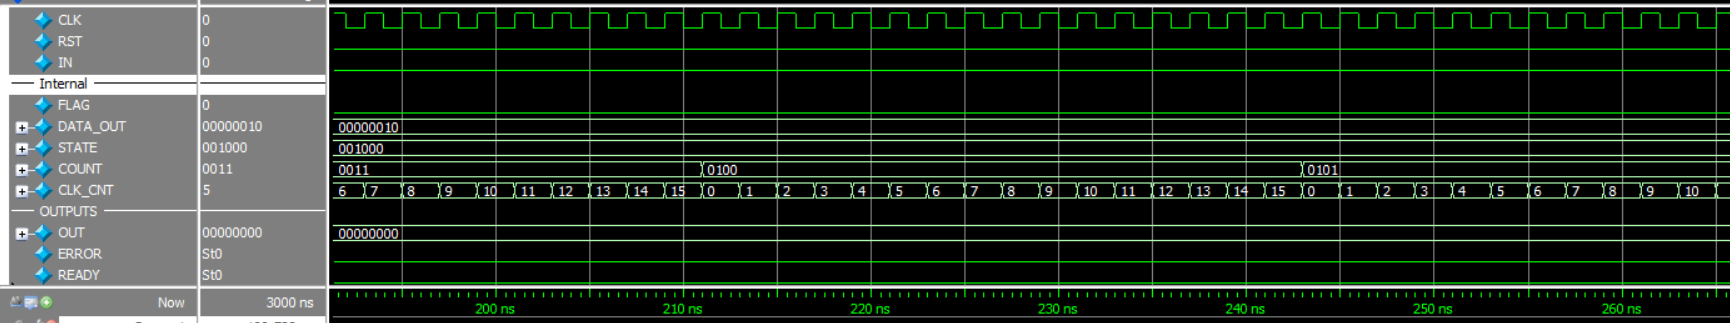 CLK 0
RST 0
IN 0
Internal
FLAG 0
DATA_OUT 00000010 00000010
STATE 001000 001000
COUNT 0011 0011 0100 0101
CLK_CNT 5 6 7 8 9 10 11 12 13 14 15 0 1 2 3 4 5 6 7 8 9 10 11 12 13 14 15 0 1 2 3 4 5 6 7 8 9 10
OUTPUTS
OUT 00000000 00000000
ERROR St0
READY St0
Now 3000 ns 200 ns 210 ns 220 ns 230 ns 240 ns 250 ns 260 ns